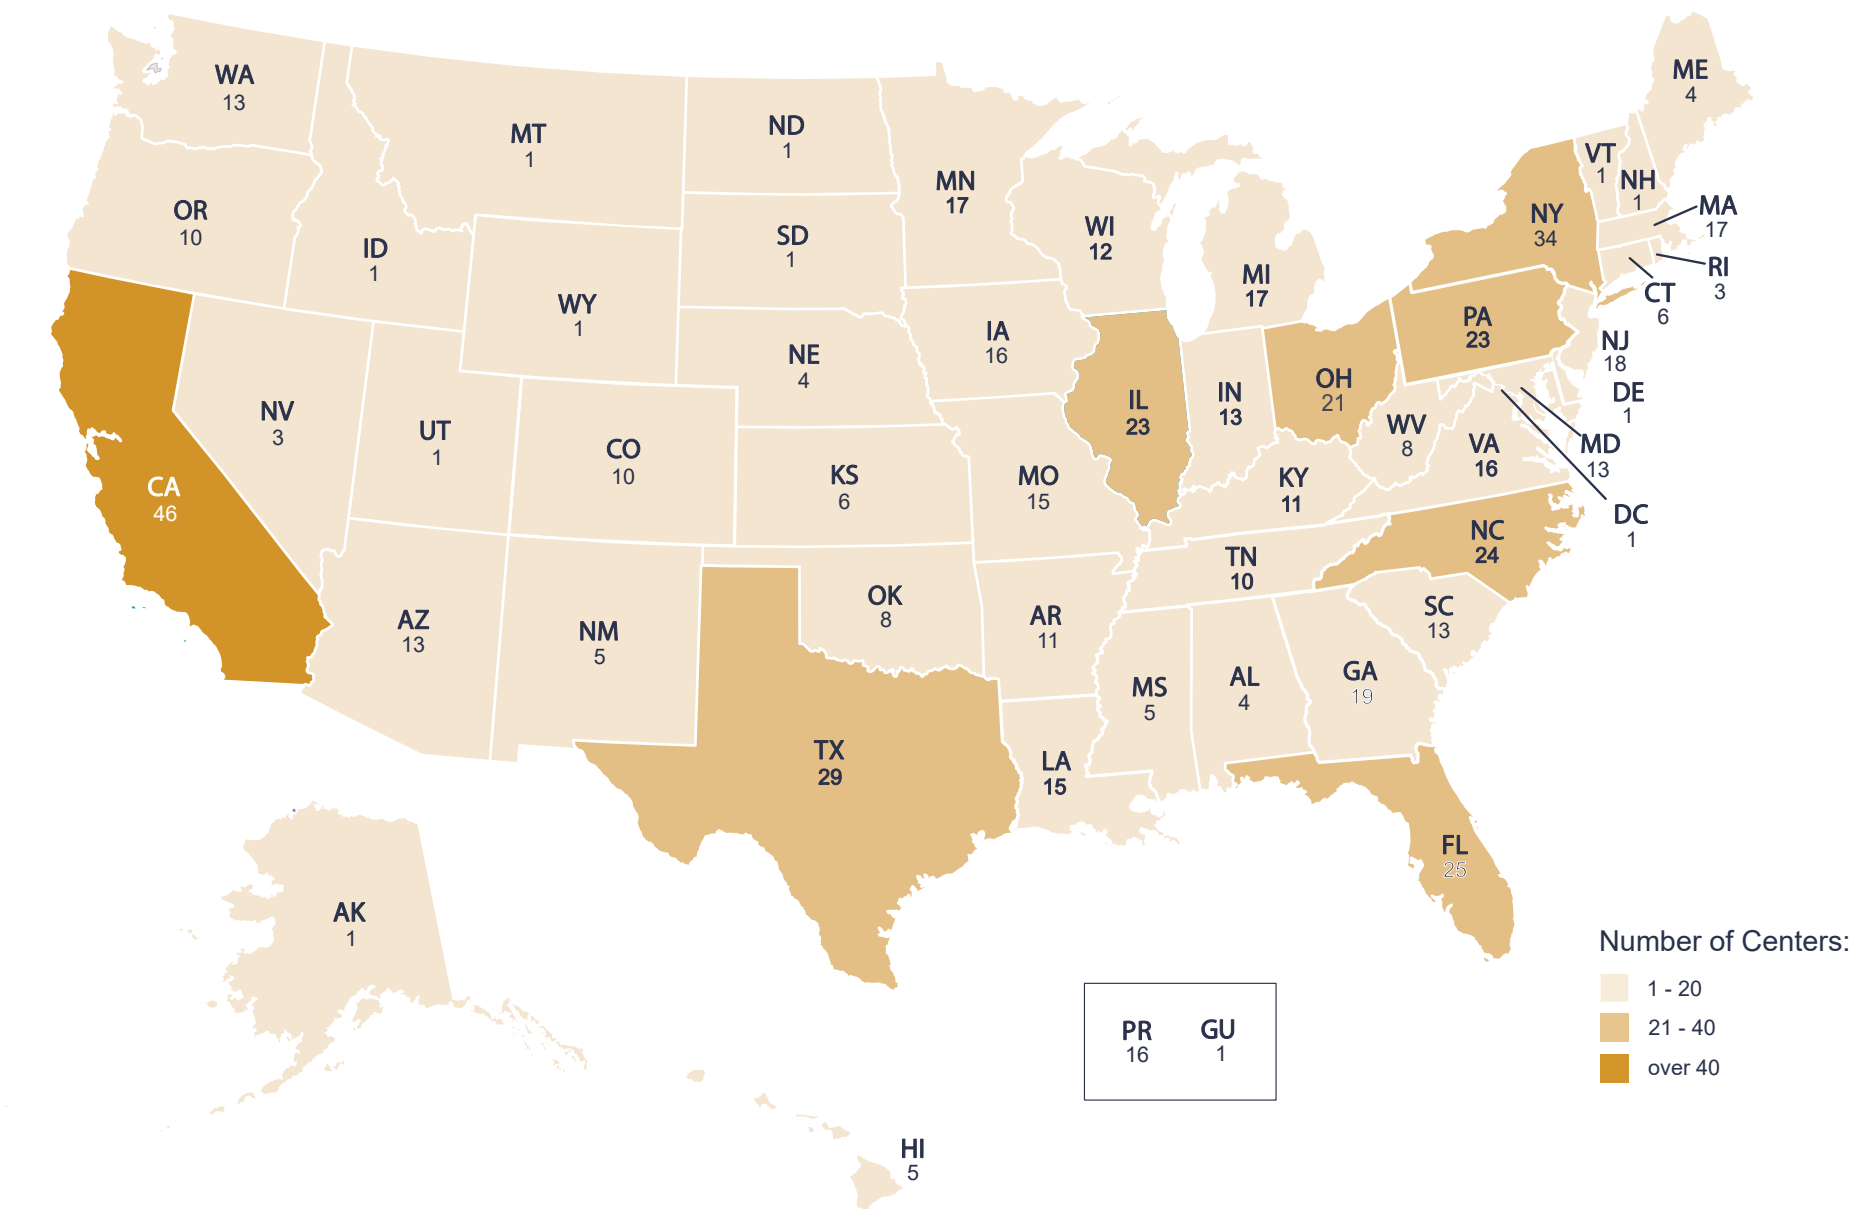 WA
13
MT
1
ND
1
MN
17
ME
4
VT
1
NH
1
MA
17
OR
10
ID
1
SD
1
WI
12
NY
34
RI
3
WY
1
MI
17
CT
6
IA
16
PA
23
NJ
18
NE
4
OH
21
DE
1
NV
3
UT
1
CO
10
IL
23
IN
13
WV
8
VA
16
MD
13
CA
46
KS
6
MO
15
KY
11
DC
1
NC
24
TN
10
AZ
13
NM
5
OK
8
AR
11
SC
13
MS
5
AL
4
GA
19
TX
29
LA
15
FL
25
AK
1
HI
5
PR
16
GU
1
Number of Centers:
1 - 20
21 - 40
over 40